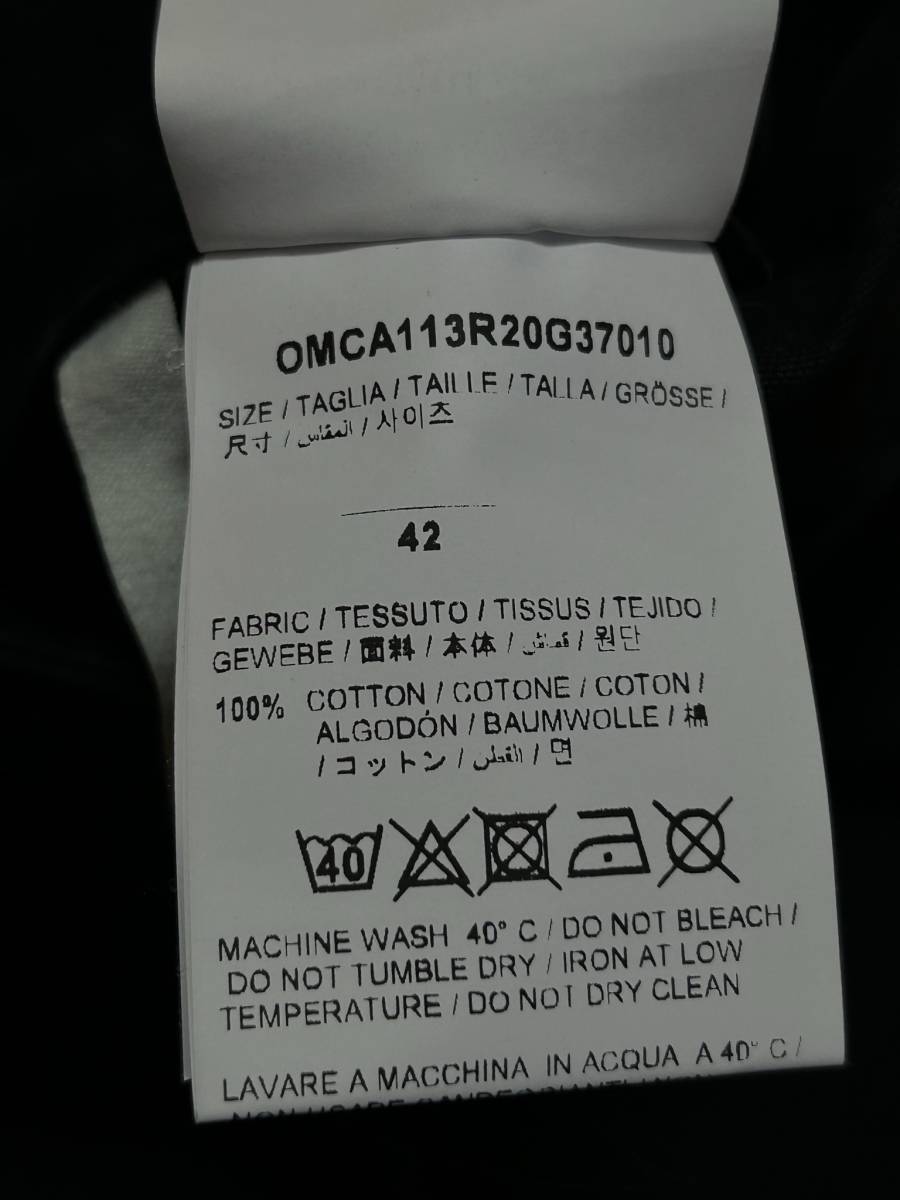 OMCA113R20G37010
SIZE / TAGLIA / TAILLE / TALLA / GRÖSSE /
尺寸 / المقاس / 사이즈
42
FABRIC / TESSUTO / TISSUS / TEJIDO /
GEWEBE / 面料 / 本体 / قماش / 원단
100% COTTON / COTONE / COTON /
ALGODÓN / BAUMWOLLE / 棉
/ コットン / القطن / 면
40
MACHINE WASH 40° C / DO NOT BLEACH /
DO NOT TUMBLE DRY / IRON AT LOW
TEMPERATURE / DO NOT DRY CLEAN
LAVARE A MACCHINA IN ACQUA A 40° C /